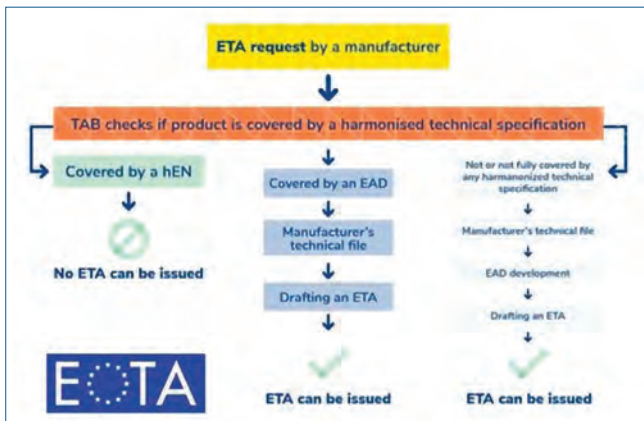 ETA request by a manufacturer
TAB checks if product is covered by a harmonised technical specification
Covered by a hEN
No ETA can be issued
Covered by an EAD
Manufacturer's
technical file
Drafting an ETA
ETA can be issued
Not or not fully covered by
any harmanonized technical
specification
Manufacturer's technical file
EAD development
Drafting an ETA
ETA can be issued
EOTA